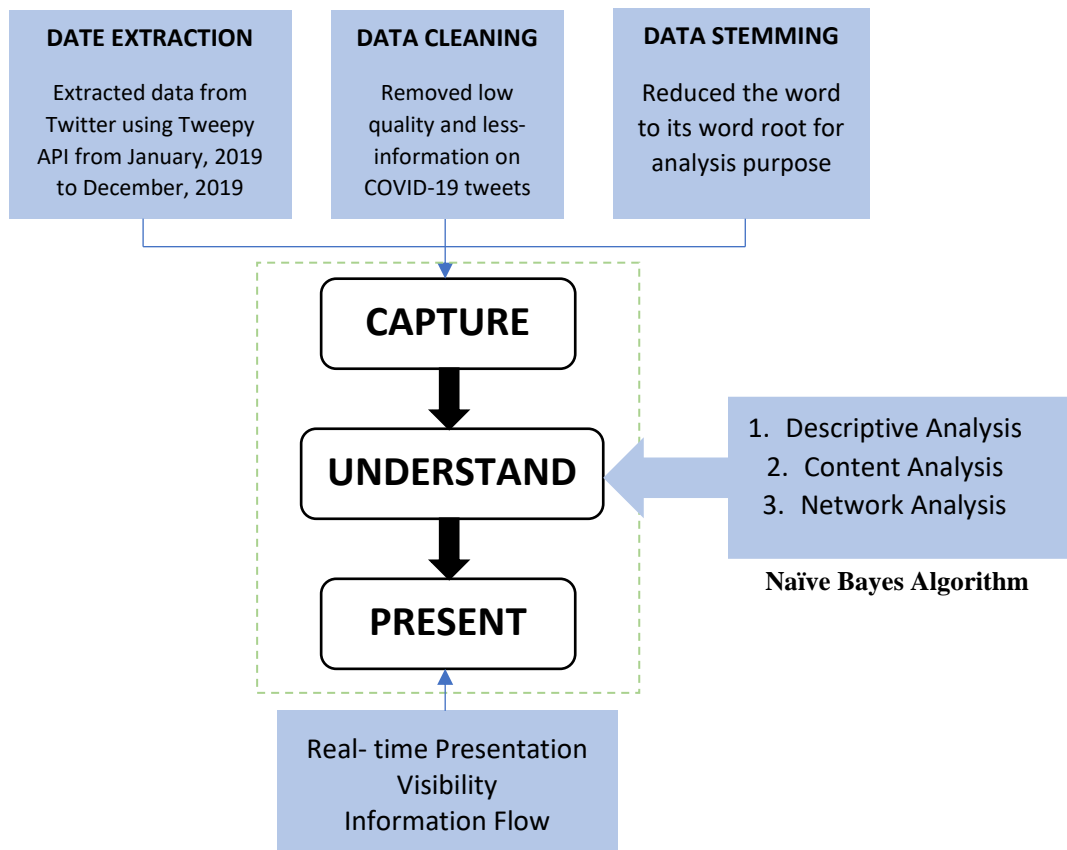 DATE EXTRACTION
Extracted data from
Twitter using Tweepy
API from January, 2019
to December, 2019
DATA CLEANING
Removed low
quality and less-
information on
COVID-19 tweets
DATA STEMMING
Reduced the word
to its word root for
analysis purpose
CAPTURE
UNDERSTAND
PRESENT
1. Descriptive Analysis
2. Content Analysis
3. Network Analysis
Naïve Bayes Algorithm
Real- time Presentation
Visibility
Information Flow